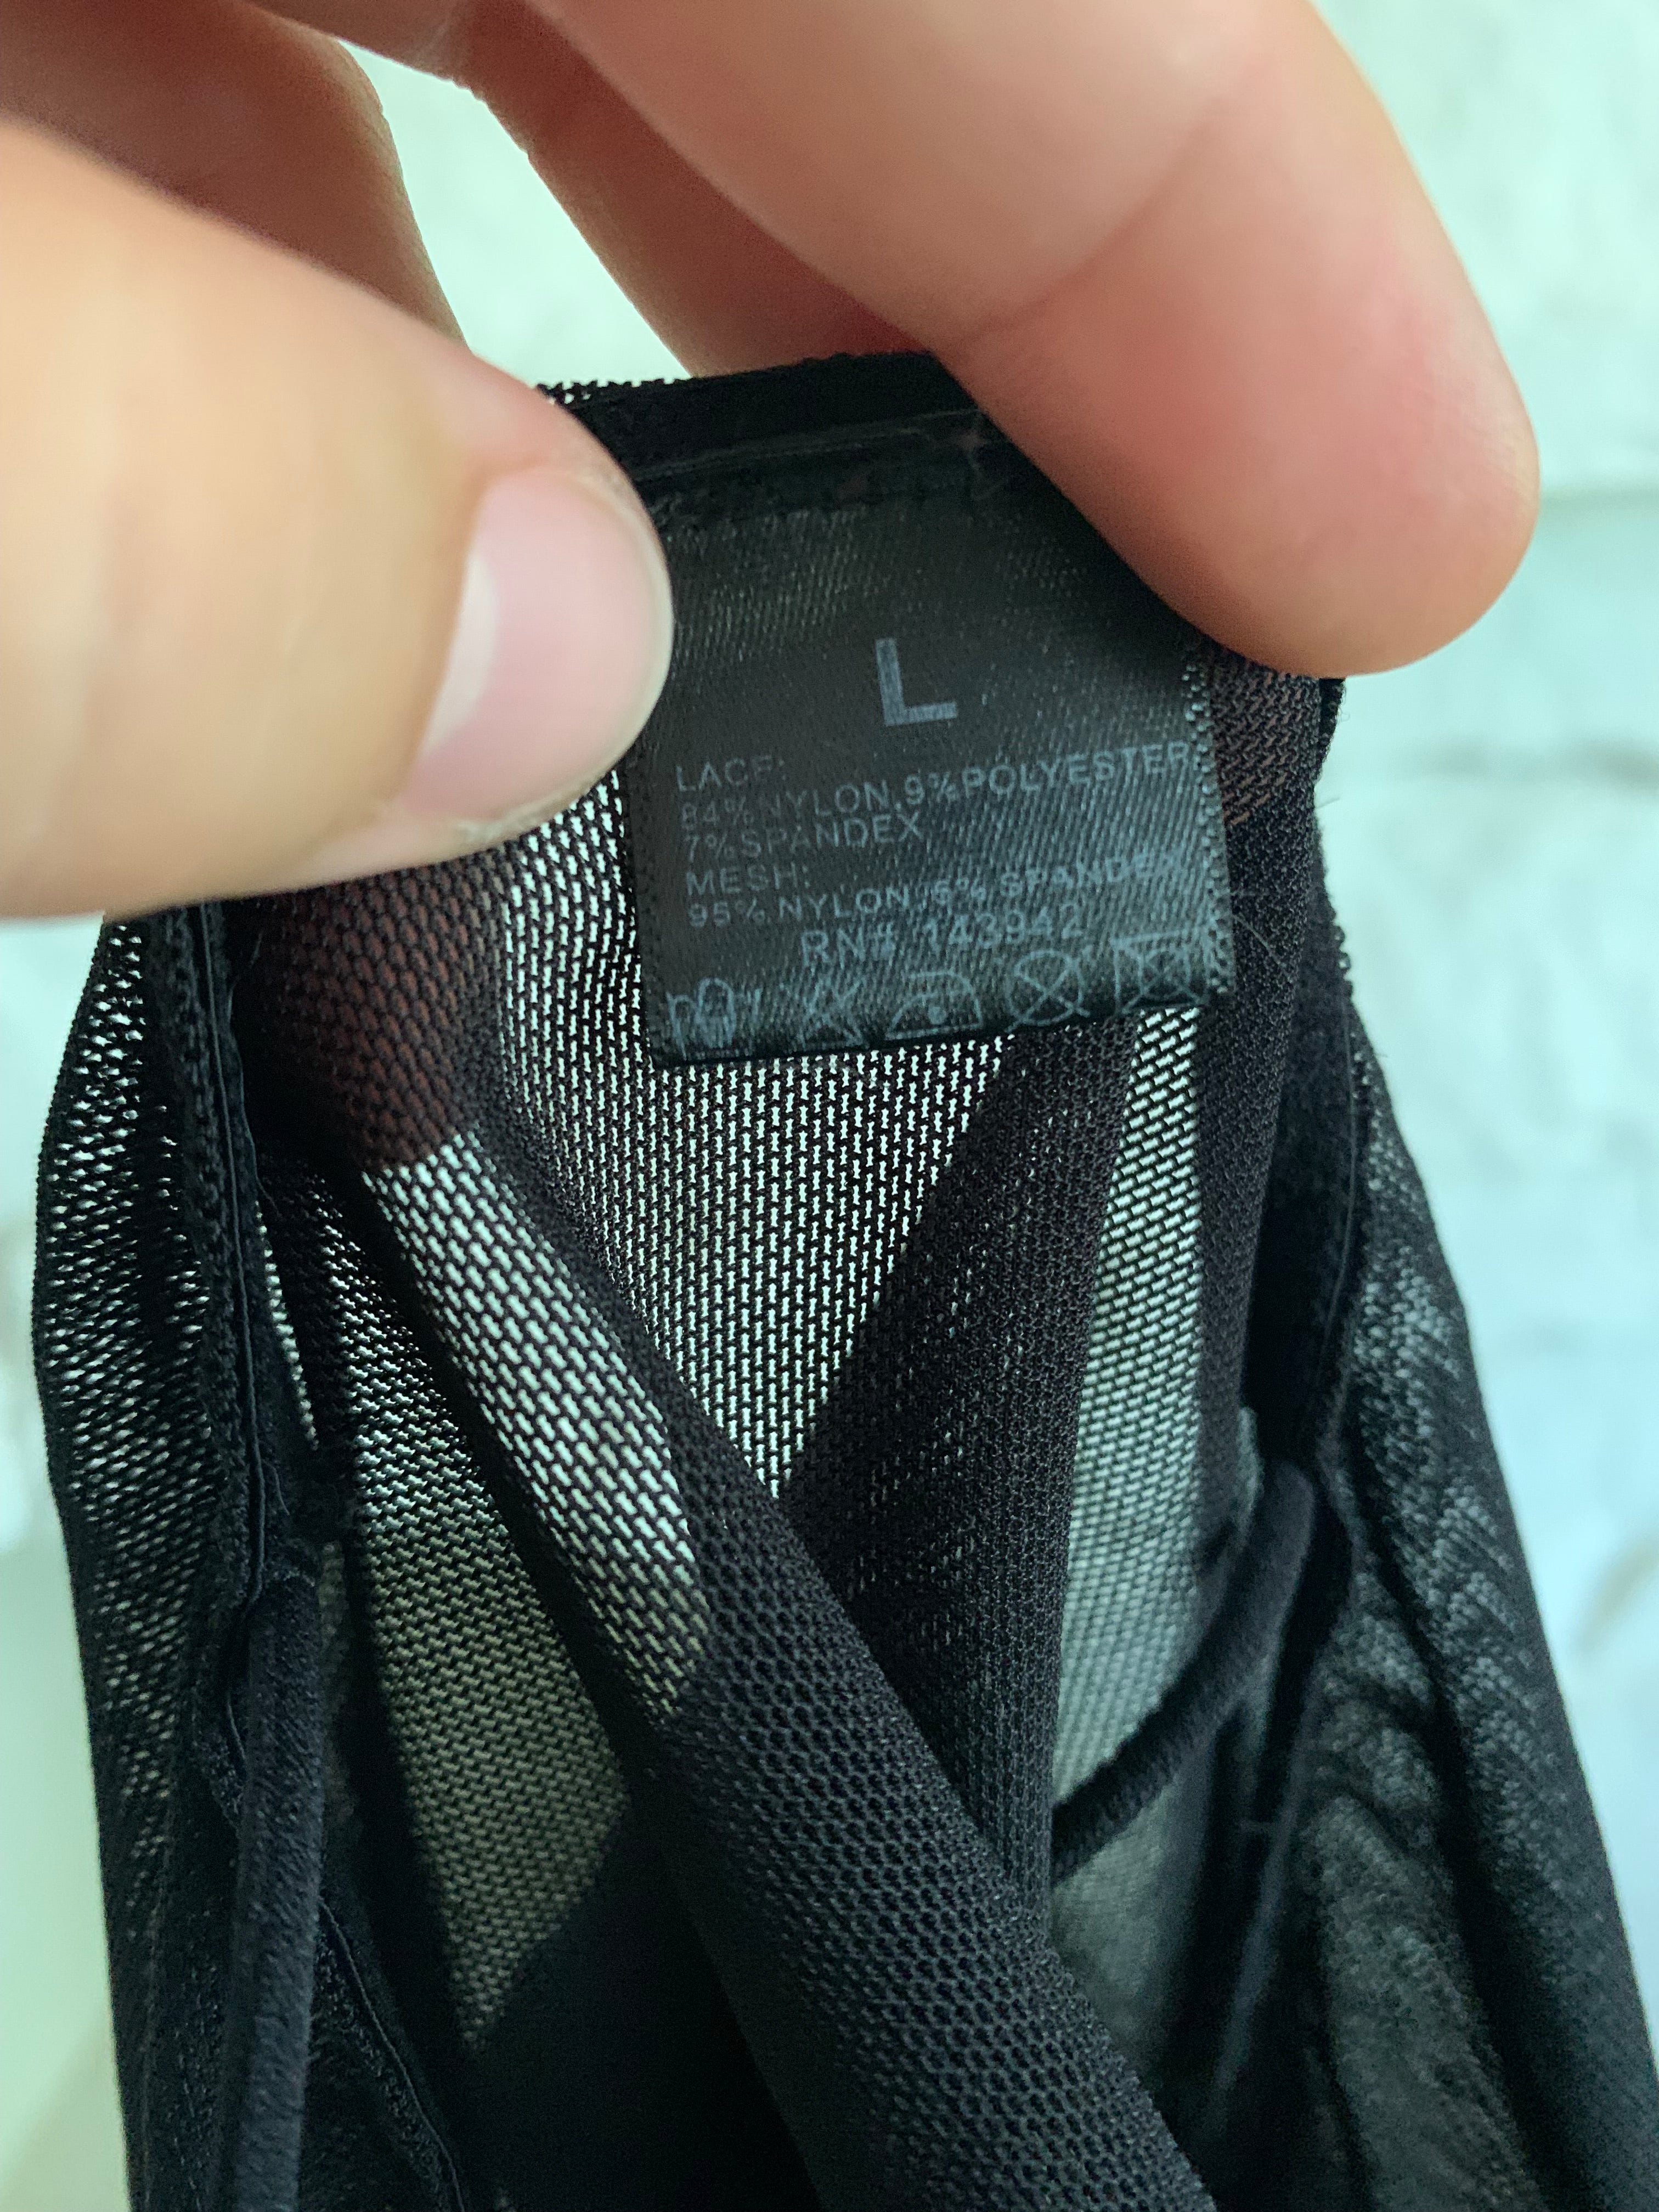 L
LACE:
84% NYLON, 9% POLYESTER
7% SPANDEX
MESH:
95% NYLON, 5% SPANDEX
RN# 143942